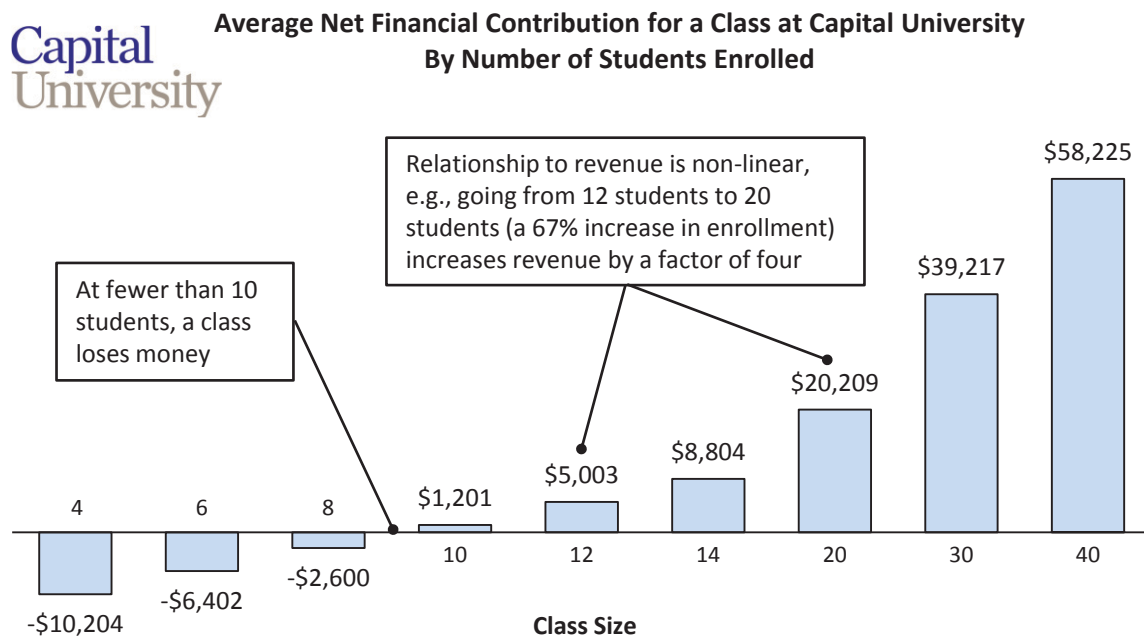 Capital
University
Average Net Financial Contribution for a Class at Capital University
By Number of Students Enrolled
Relationship to revenue is non-linear,
e.g., going from 12 students to 20
students (a 67% increase in enrollment)
increases revenue by a factor of four
At fewer than 10
students, a class
loses money
$58,225
$39,217
$20,209
$8,804
$5,003
$1,201
4
6
8
10
12
14
20
30
40
-$2,600
-$6,402
-$10,204
Class Size